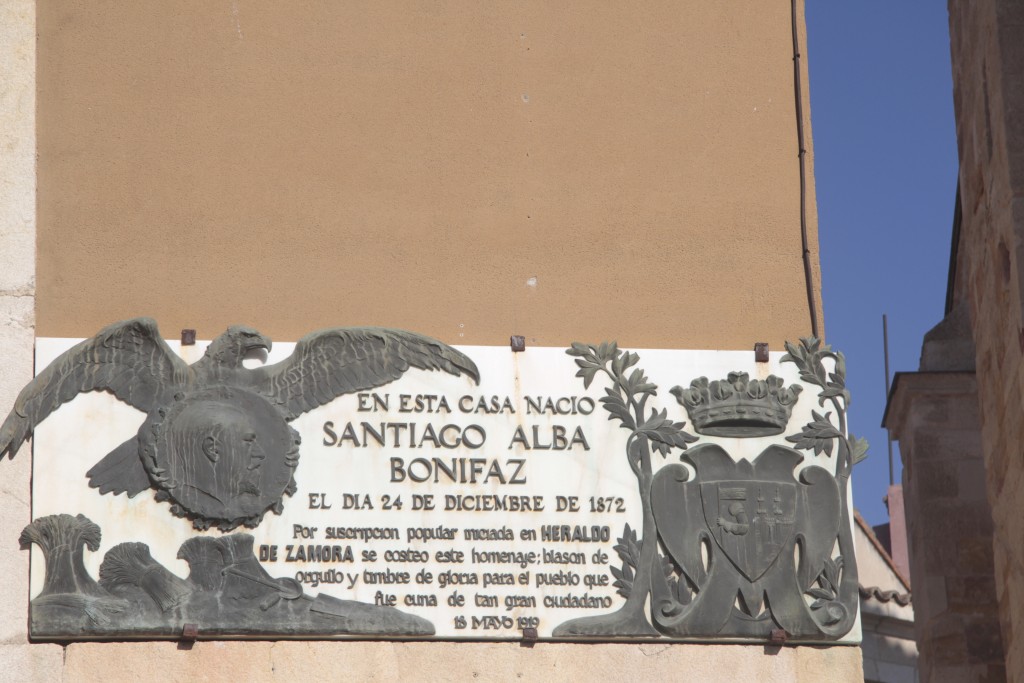 EN ESTA CASA NACIO
SANTIAGO ALBA
BONIFAZ
EL DIA 24 DE DICIEMBRE DE 1872
Por suscripcion popular iniciada en HERALDO
DE ZAMORA se costeo este homenaje; blason de
orgullo y timbre de gloria para el pueblo que
fue cuna de tan gran ciudadano
18 MAYO 1919